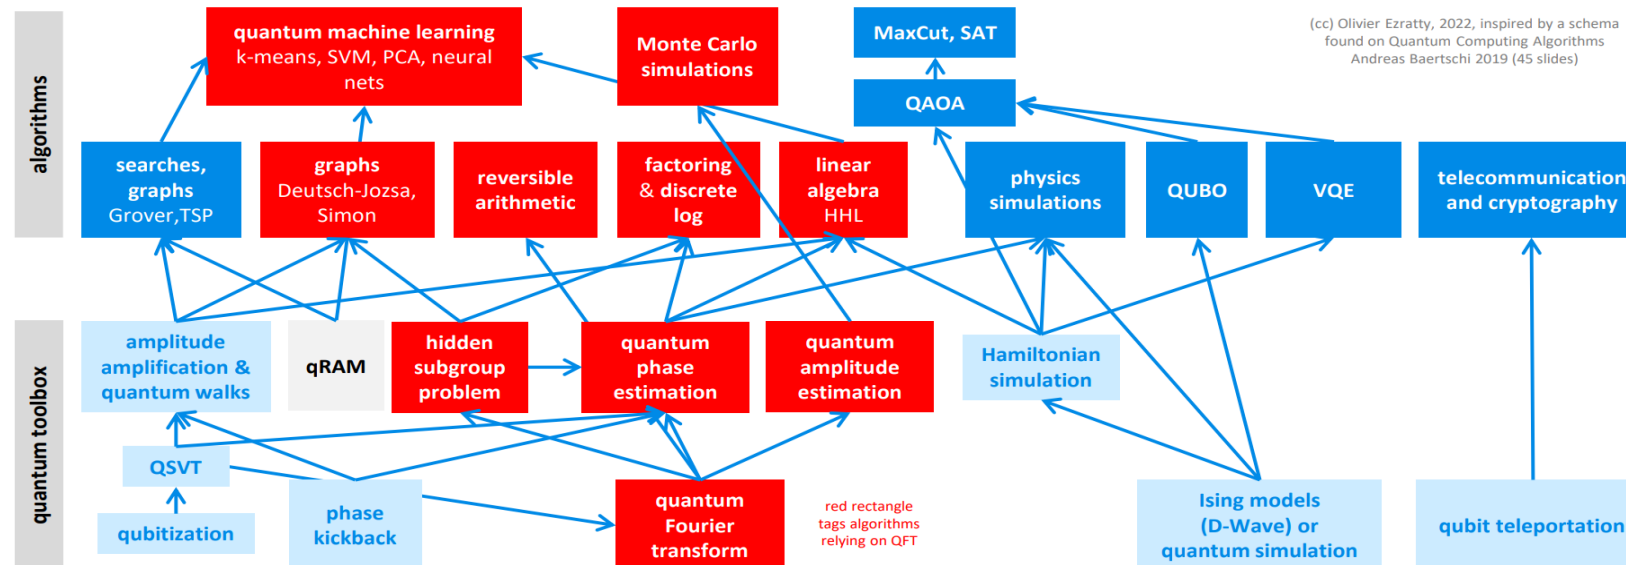 algorithms
quantum machine learning
k-means, SVM, PCA, neural
nets
Monte Carlo
simulations
MaxCut, SAT
QAOA
(cc) Olivier Ezratty, 2022, inspired by a schema
found on Quantum Computing Algorithms
Andreas Baertschi 2019 (45 slides)
searches,
graphs
Grover,TSP
graphs
Deutsch-Jozsa,
Simon
reversible
arithmetic
factoring
& discrete
log
linear
algebra
HHL
physics
simulations
QUBO
VQE
telecommunication
and cryptography
quantum toolbox
amplitude
amplification &
quantum walks
qRAM
hidden
subgroup
problem
quantum
phase
estimation
quantum
amplitude
estimation
Hamiltonian
simulation
QSVT
qubitization
phase
kickback
quantum
Fourier
transform
red rectangle
tags algorithms
relying on QFT
Ising models
(D-Wave) or
quantum simulation
qubit teleportation